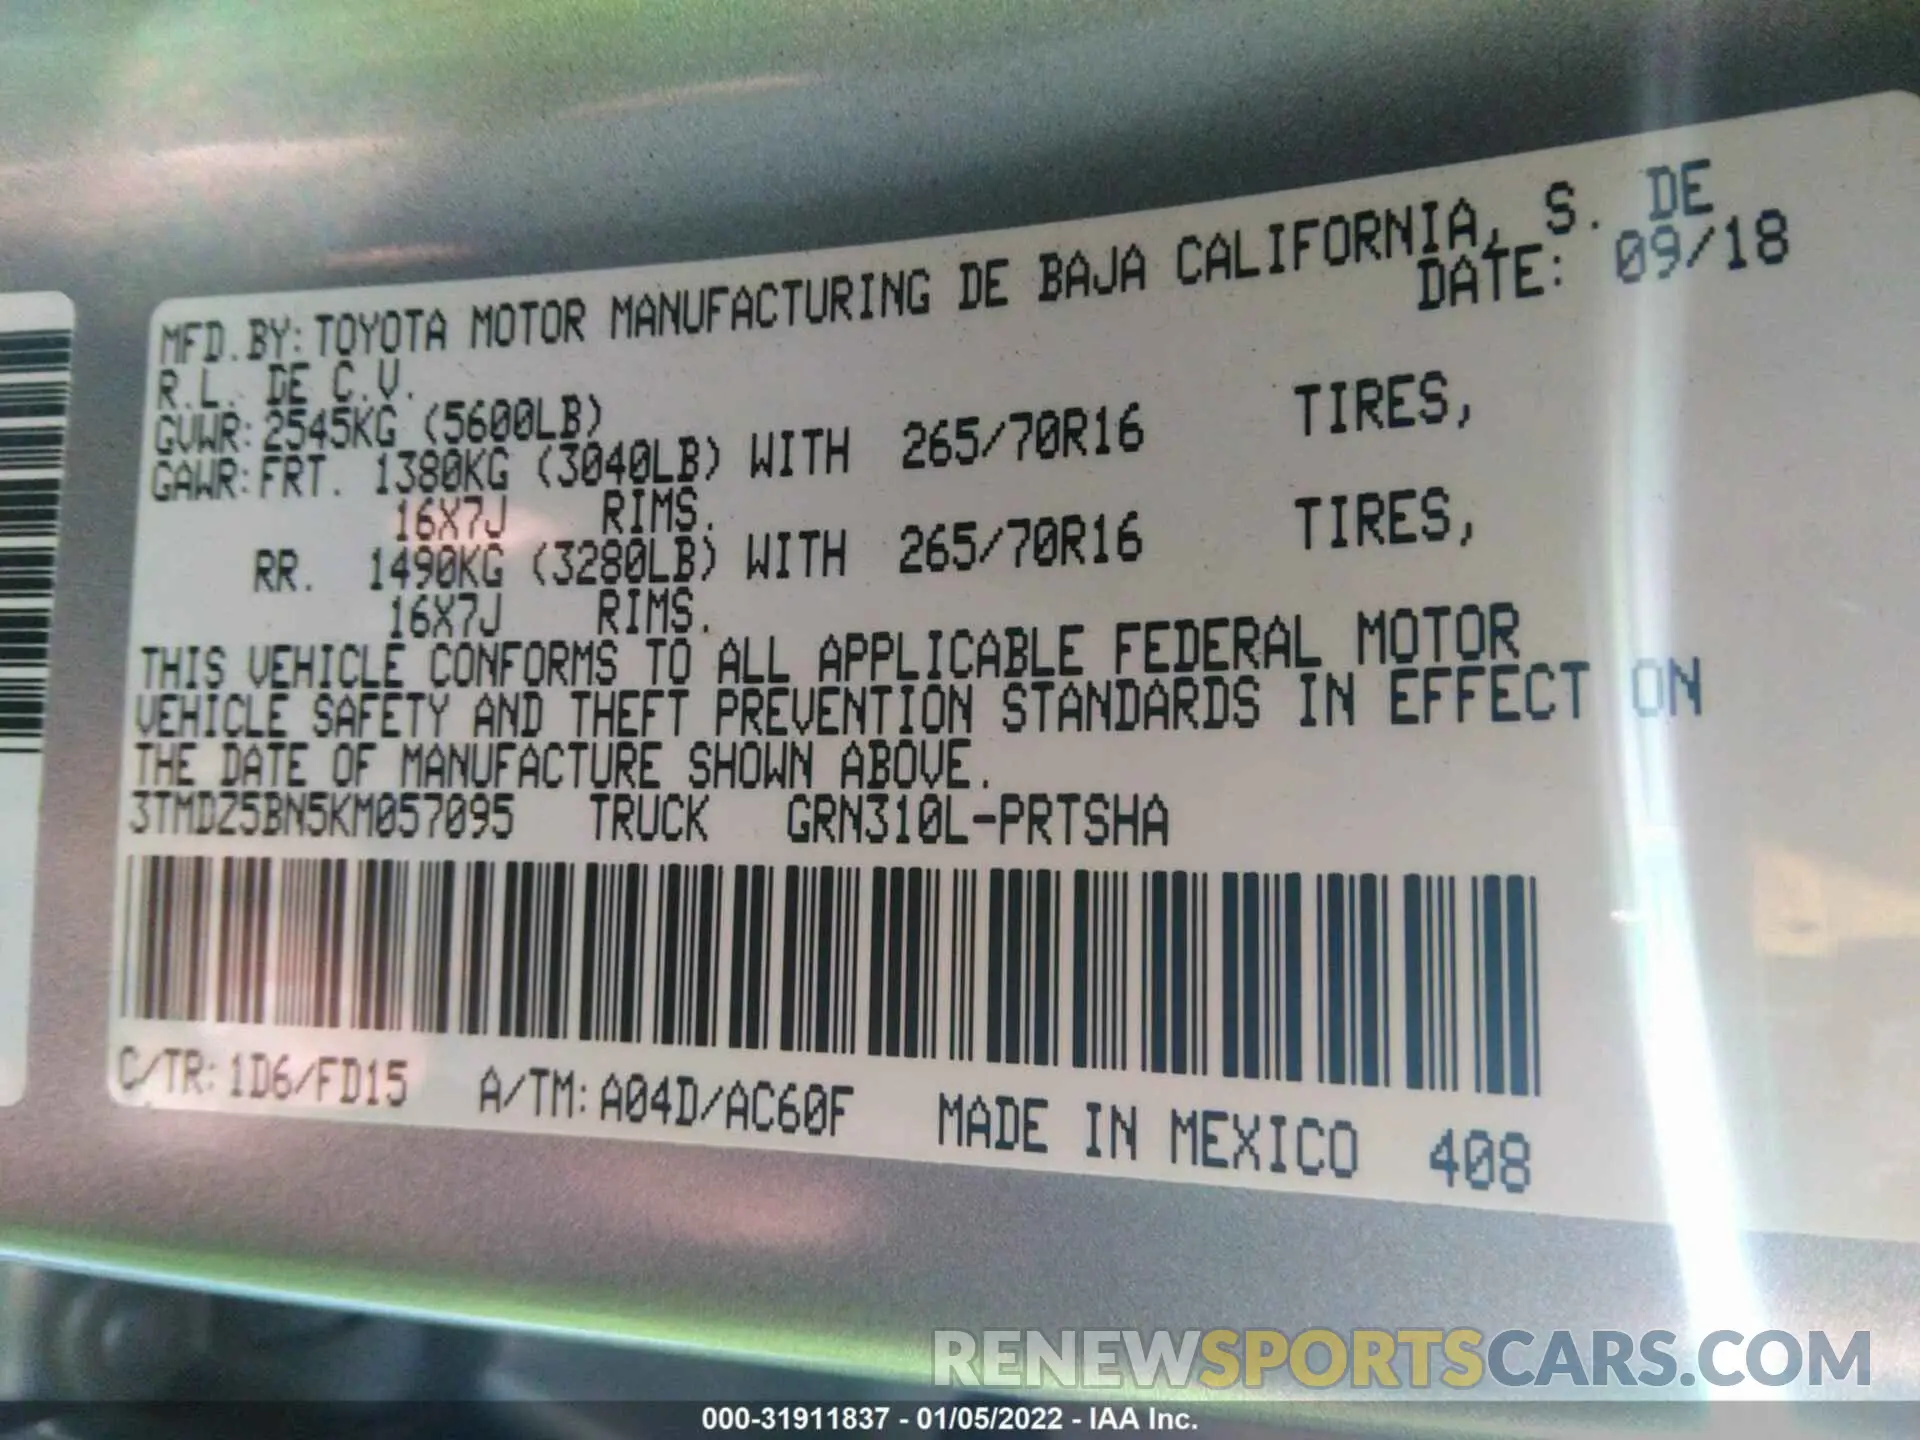 MFD.BY: TOYOTA MOTOR MANUFACTURING DE BAJA CALIFORNIA, S. DE
R.L. DE C.V. DATE: 09/18
GVWR: 2545KG (5600LB)
GAWR: FRT. 1380KG (3040LB) WITH 265/70R16 TIRES,
16X7J RIMS.
RR. 1490KG (3280LB) WITH 265/70R16 TIRES,
16X7J RIMS.
THIS VEHICLE CONFORMS TO ALL APPLICABLE FEDERAL MOTOR
VEHICLE SAFETY AND THEFT PREVENTION STANDARDS IN EFFECT ON
THE DATE OF MANUFACTURE SHOWN ABOVE.
3TMDZ5BN5KM057095 TRUCK GRN310L-PRTSHA
C/TR: 1D6/FD15 A/TM: A04D/AC60F MADE IN MEXICO 408
RENEWSPORTSCARS.COM
000-31911837 - 01/05/2022 - IAA Inc.